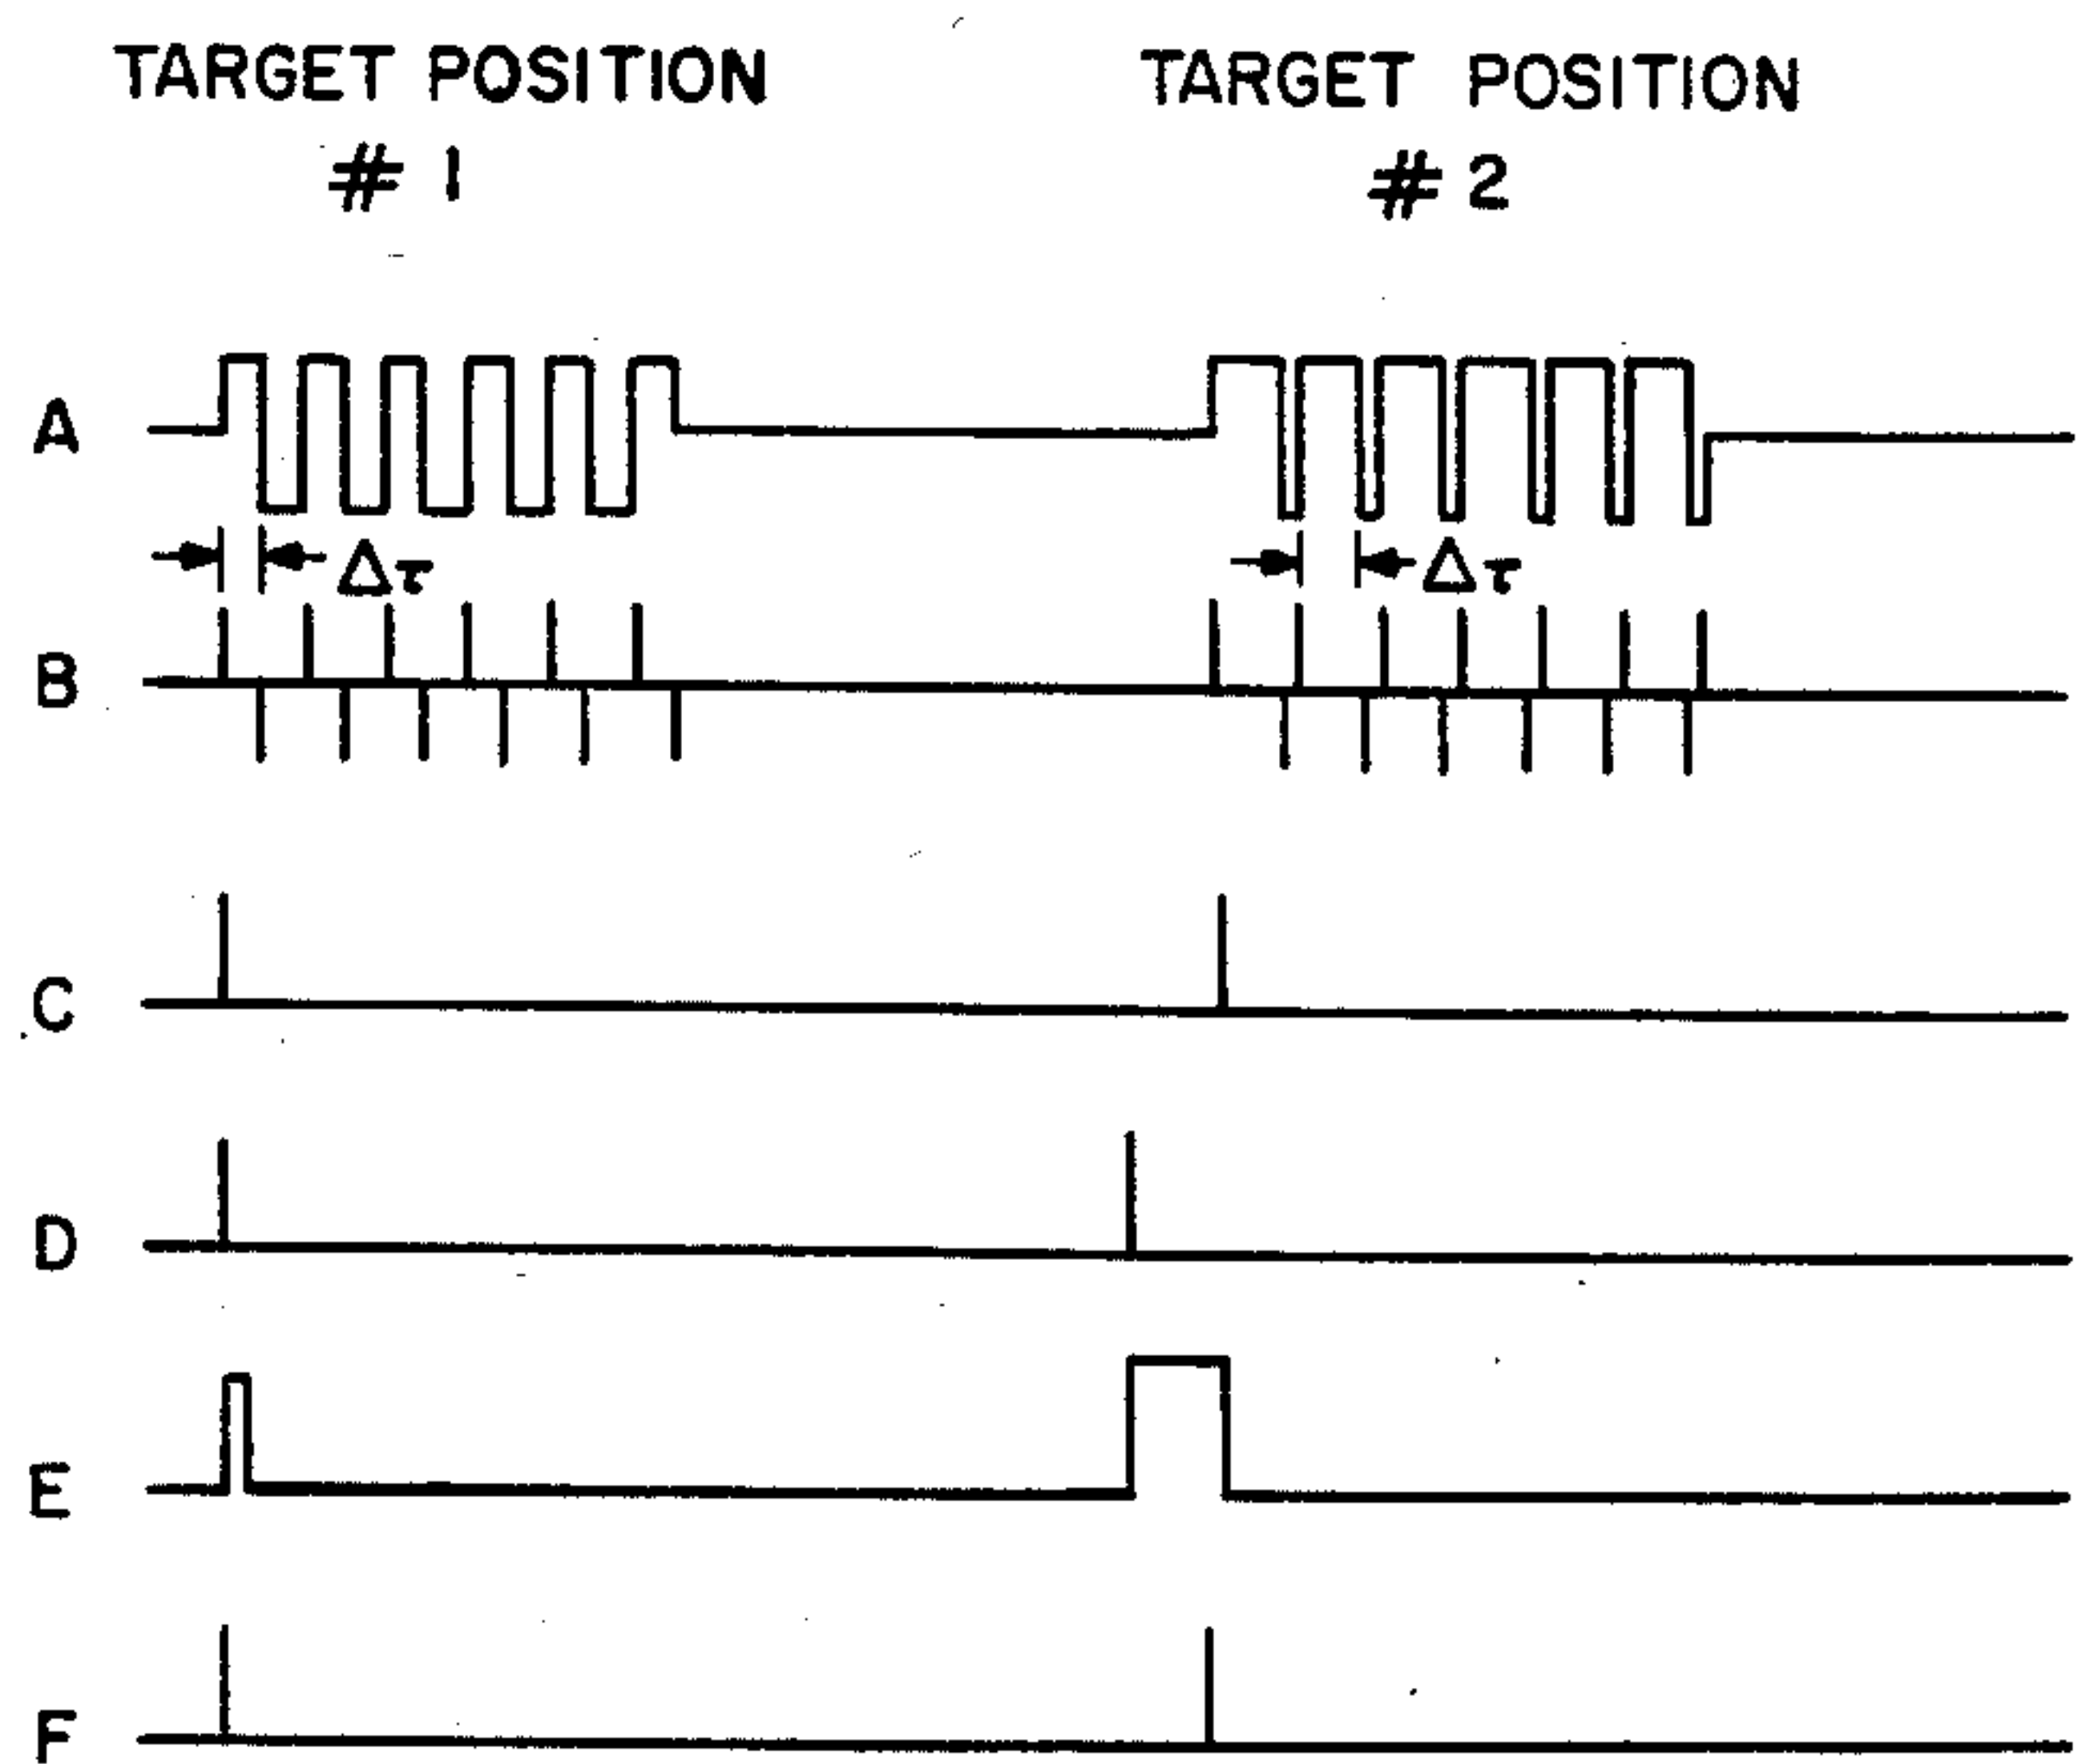 TARGET POSITION
# 1
TARGET POSITION
# 2
A
Δτ
Δτ
B
C
D
E
F